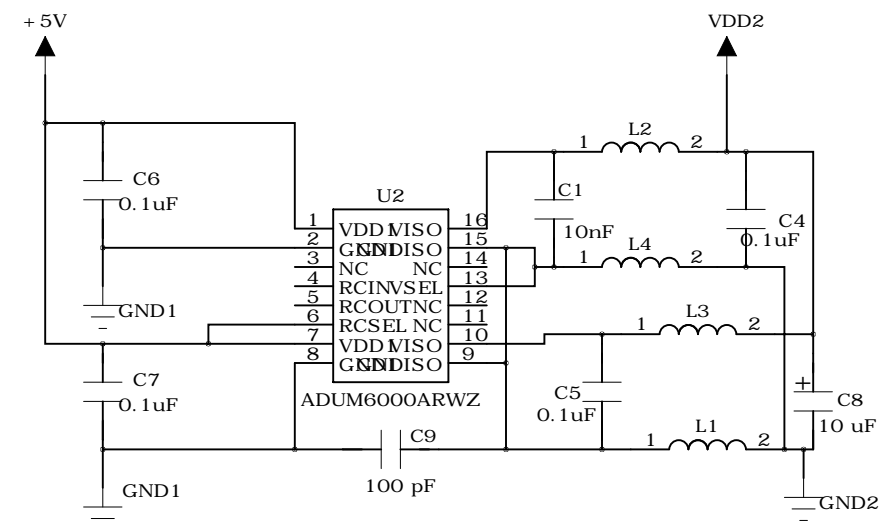 +5V
VDD2
L2
1 2
C6
0.1uF
C1
10nF
C4
0.1uF
U2
1 VDD1 VISO 16
2 GND1 GNDISO 15
3 NC NC 14
4 RCIN VSEL 13
5 RCOUT NC 12
6 RCSEL NC 11
7 VDD1 VISO 10
8 GND1 GNDISO 9
L4
1 2
GND1
L3
1 2
C7
0.1uF
ADUM6000ARWZ
C5
0.1uF
+
C8
10 uF
C9
100 pF
L1
1 2
GND1
GND2